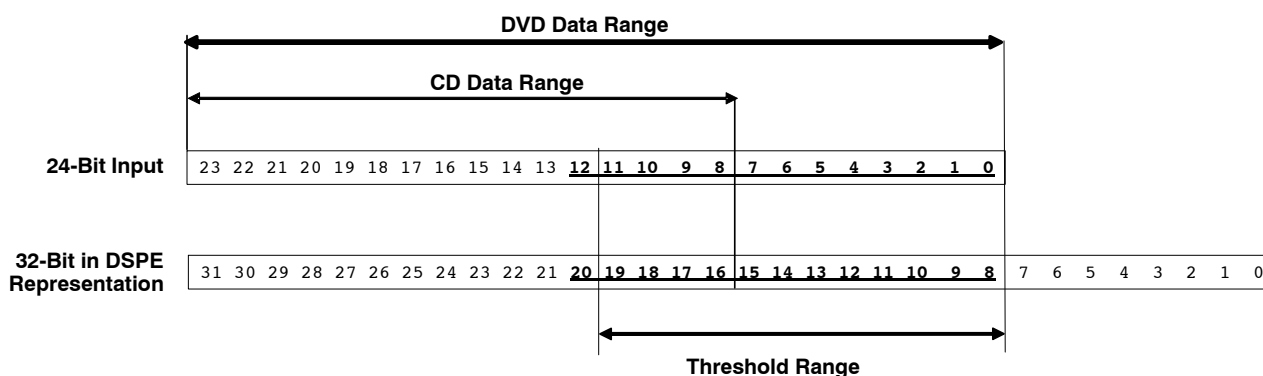 DVD Data Range
CD Data Range
24-Bit Input
23 22 21 20 19 18 17 16 15 14 13 12 11 10 9 8 7 6 5 4 3 2 1 0
32-Bit in DSPE
Representation
31 30 29 28 27 26 25 24 23 22 21 20 19 18 17 16 15 14 13 12 11 10 9 8 7 6 5 4 3 2 1 0
Threshold Range